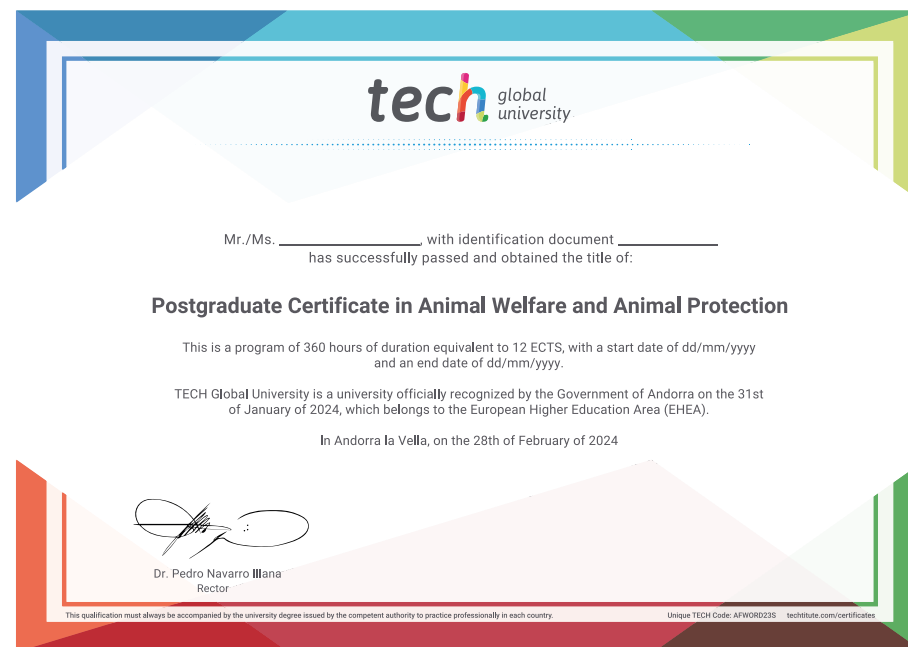 tech global university
Mr./Ms. ____________, with identification document ____________
has successfully passed and obtained the title of:
Postgraduate Certificate in Animal Welfare and Animal Protection
This is a program of 360 hours of duration equivalent to 12 ECTS, with a start date of dd/mm/yyyy
and an end date of dd/mm/yyyy.
TECH Global University is a university officially recognized by the Government of Andorra on the 31st
of January of 2024, which belongs to the European Higher Education Area (EHEA).
In Andorra la Vella, on the 28th of February of 2024
Dr. Pedro Navarro Illana
Rector
This qualification must always be accompanied by the university degree issued by the competent authority to practice professionally in each country.
Unique TECH Code: AFWORD23S techtitute.com/certificates